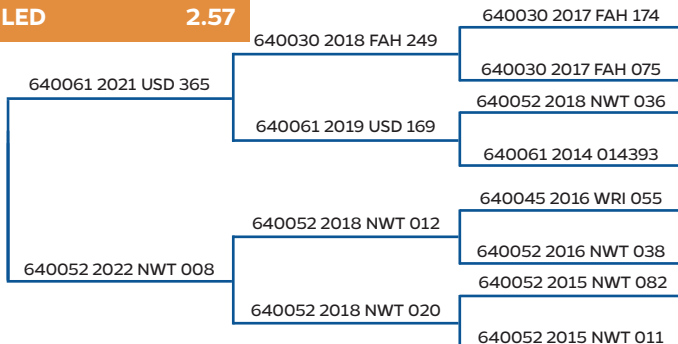 LED 2.57
640030 2017 FAH 174
640030 2018 FAH 249
640030 2017 FAH 075
640061 2021 USD 365
640052 2018 NWT 036
640061 2019 USD 169
640061 2014 014393
640045 2016 WRI 055
640052 2018 NWT 012
640052 2016 NWT 038
640052 2022 NWT 008
640052 2015 NWT 082
640052 2018 NWT 020
640052 2015 NWT 011